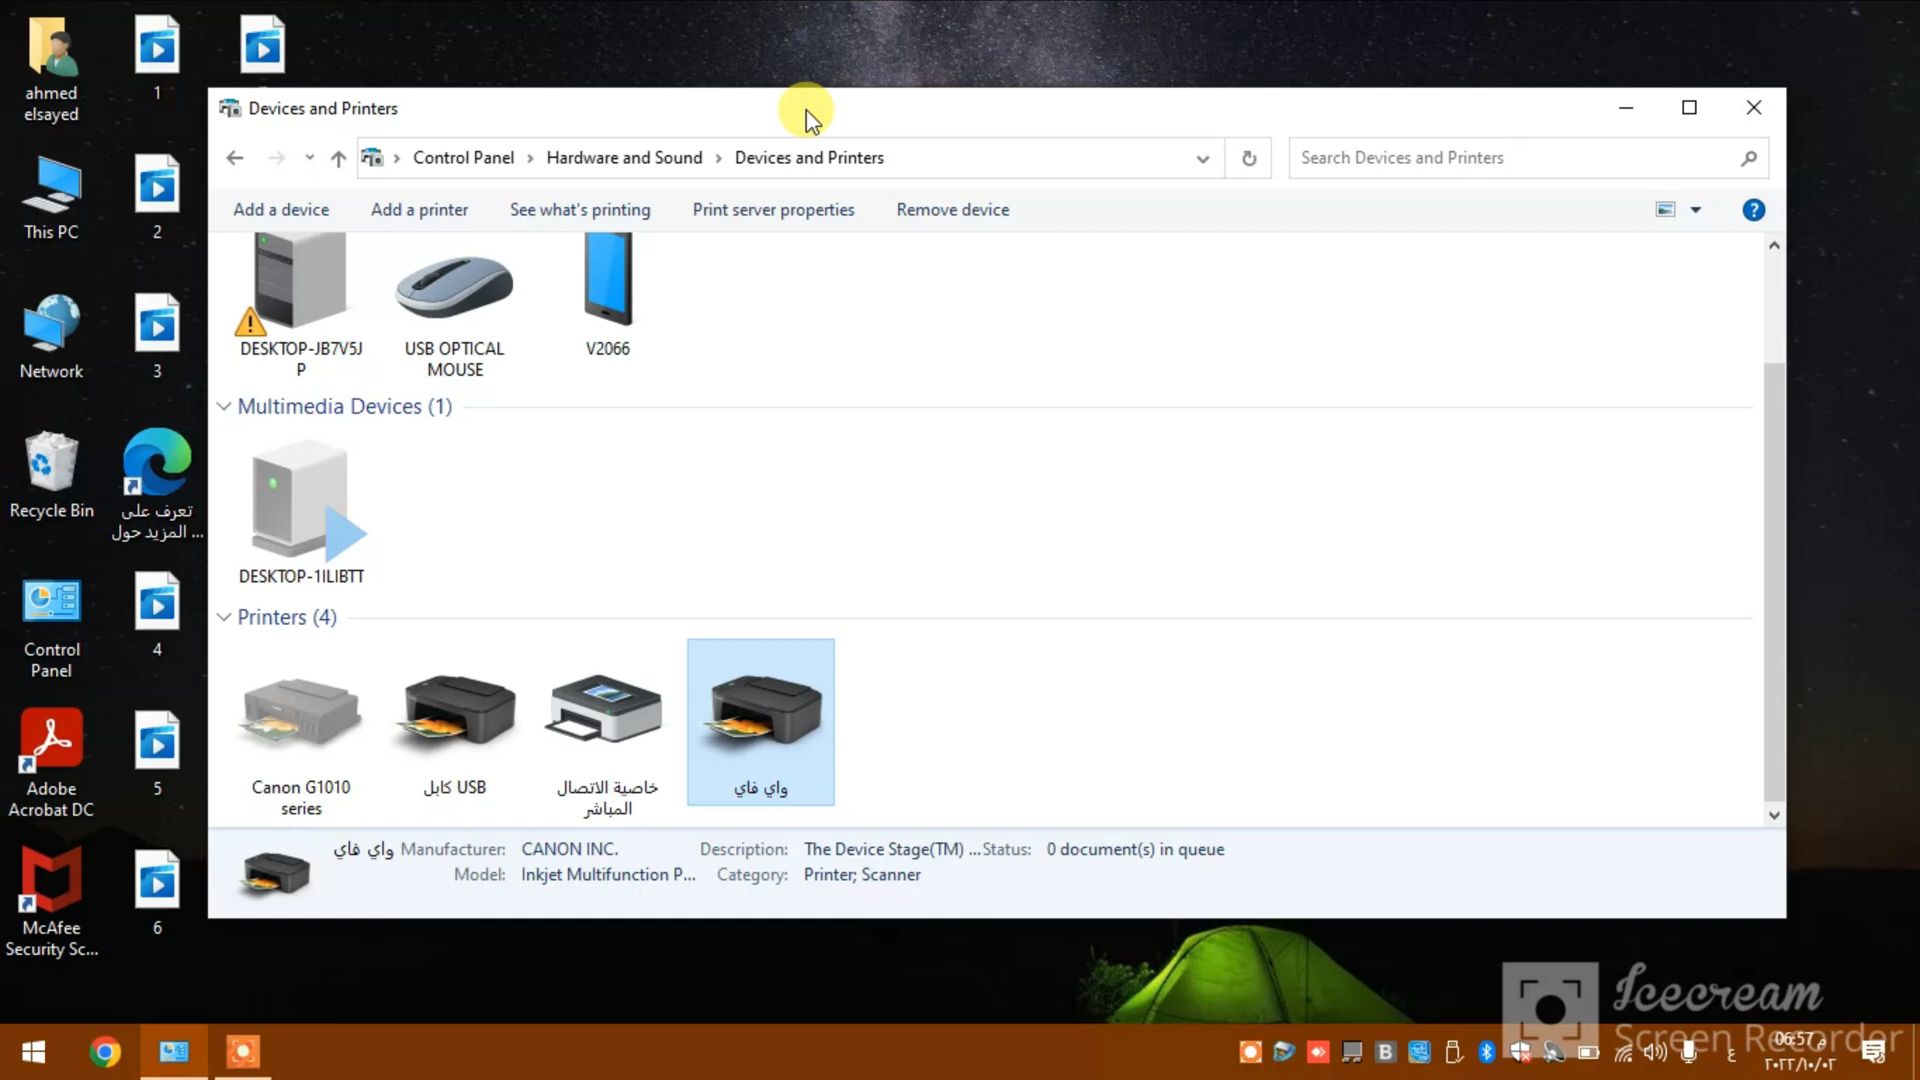 ahmed
elsayed
1
This PC
2
Network
3
Recycle Bin
تعرف على
المزيد حول ...
Control
Panel
4
Adobe
Acrobat DC
5
McAfee
Security Sc...
6
Devices and Printers
Control Panel
Hardware and Sound
Devices and Printers
Search Devices and Printers
Add a device
Add a printer
See what's printing
Print server properties
Remove device
?
DESKTOP-JB7V5J
P
USB OPTICAL
MOUSE
V2066
Multimedia Devices (1)
DESKTOP-1ILIBTT
Printers (4)
Canon G1010
series
كابل USB
خاصية الاتصال
المباشر
واي فاي
واي فاي
Manufacturer: CANON INC.
Description: The Device Stage(TM) ...
Status: 0 document(s) in queue
Model: Inkjet Multifunction P...
Category: Printer; Scanner
Icecream
Screen Recorder
B
ع
06:57 م
٢٠٢٢/١٠/٠٢